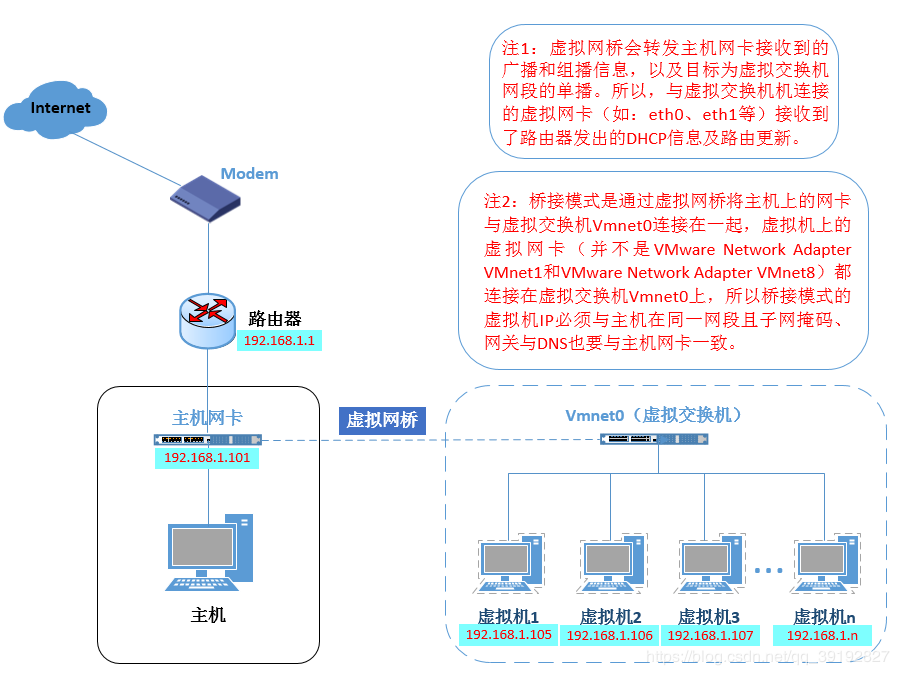 注1：虚拟网桥会转发主机网卡接收到的
广播和组播信息，以及目标为虚拟交换机
网段的单播。所以，与虚拟交换机机连接
的虚拟网卡（如：eth0、eth1等）接收到
了路由器发出的DHCP信息及路由更新。
Internet
Modem
注2：桥接模式是通过虚拟网桥将主机上的网卡
与虚拟交换机Vmnet0连接在一起，虚拟机上的
虚拟网卡（并不是VMware Network Adapter
VMnet1和VMware Network Adapter VMnet8）都
连接在虚拟交换机Vmnet0上，所以桥接模式的
虚拟机IP必须与主机在同一网段且子网掩码、
网关与DNS也要与主机网卡一致。
路由器
192.168.1.1
主机网卡
192.168.1.101
虚拟网桥
Vmnet0（虚拟交换机）
主机
虚拟机1
192.168.1.105
虚拟机2
192.168.1.106
虚拟机3
192.168.1.107
...
虚拟机n
192.168.1.n
https://blog.csdn.net/qq_39192827